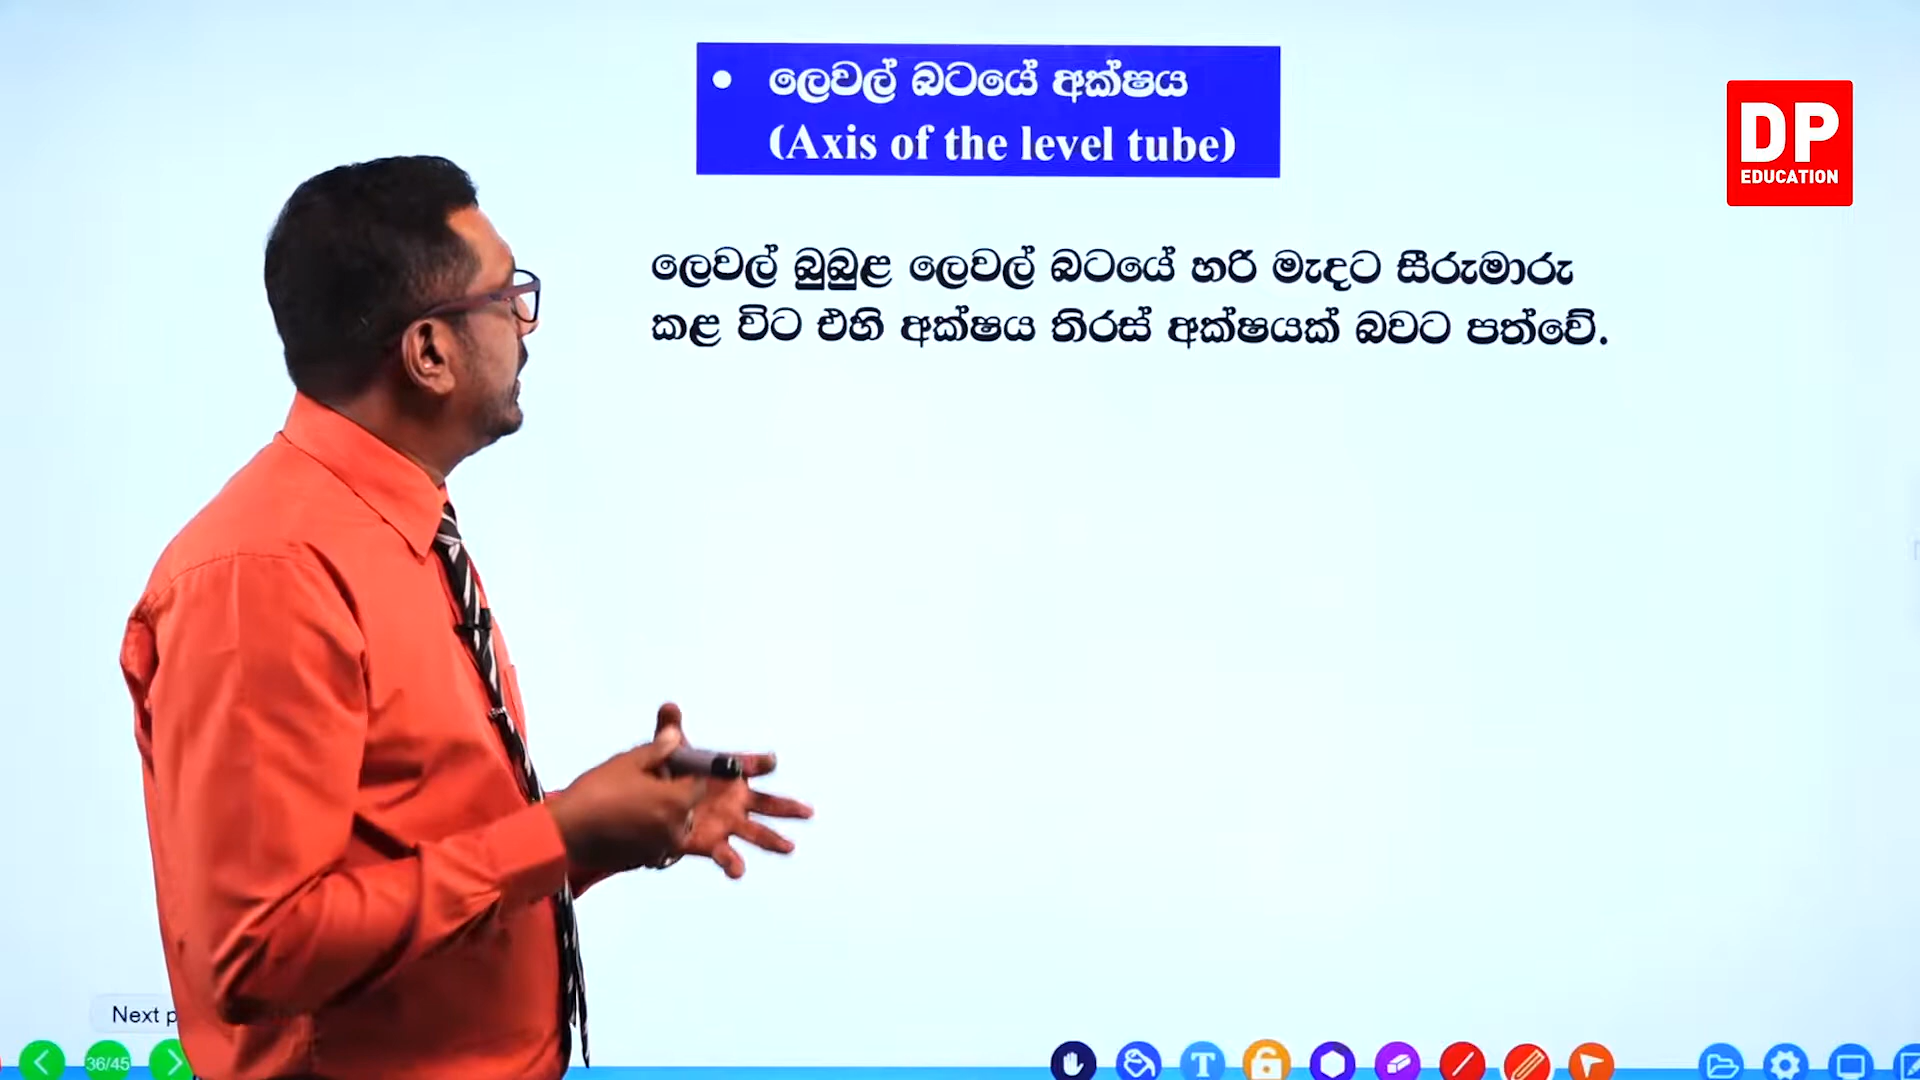 • ලෙවල් බටයේ අක්ෂය
(Axis of the level tube)
DP
EDUCATION
ලෙවල් බුබුළ ලෙවල් බටයේ හරි මැදට සීරුමාරු
කළ විට එහි අක්ෂය තිරස් අක්ෂයක් බවට පත්වේ.
Next
36/45
T